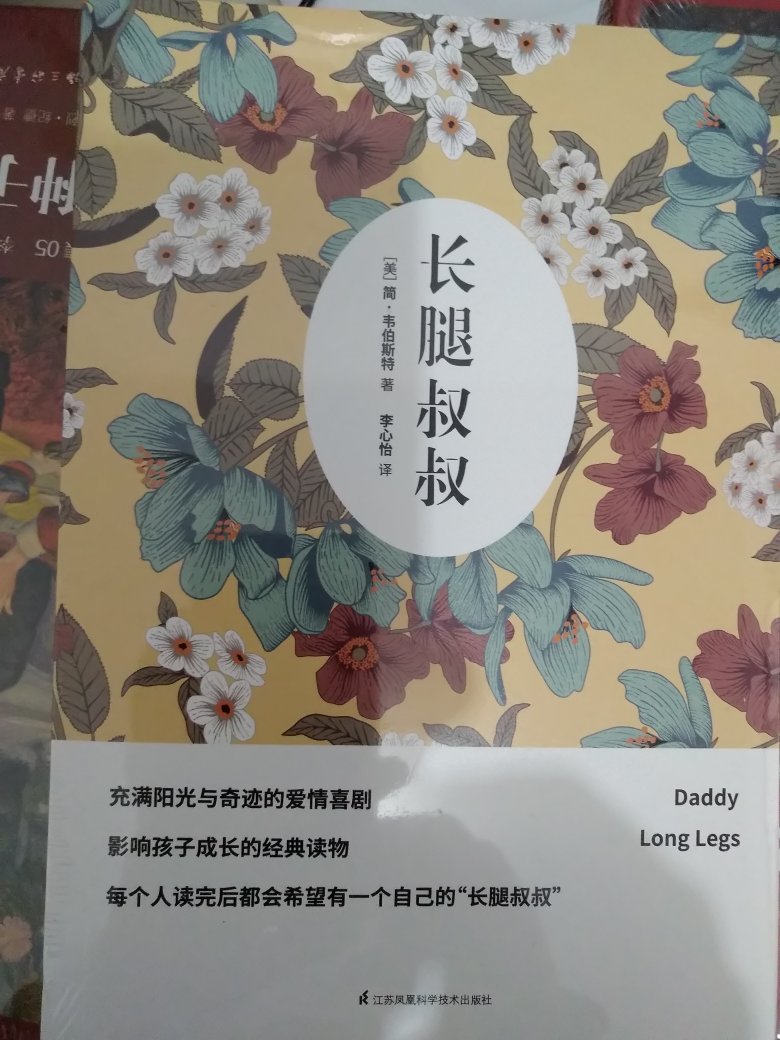 长腿叔叔
[美]简·韦伯斯特 著
李心怡 译
充满阳光与奇迹的爱情喜剧
影响孩子成长的经典读物
每个人读完后都会希望有一个自己的“长腿叔叔”
Daddy
Long Legs
江苏凤凰科学技术出版社
05